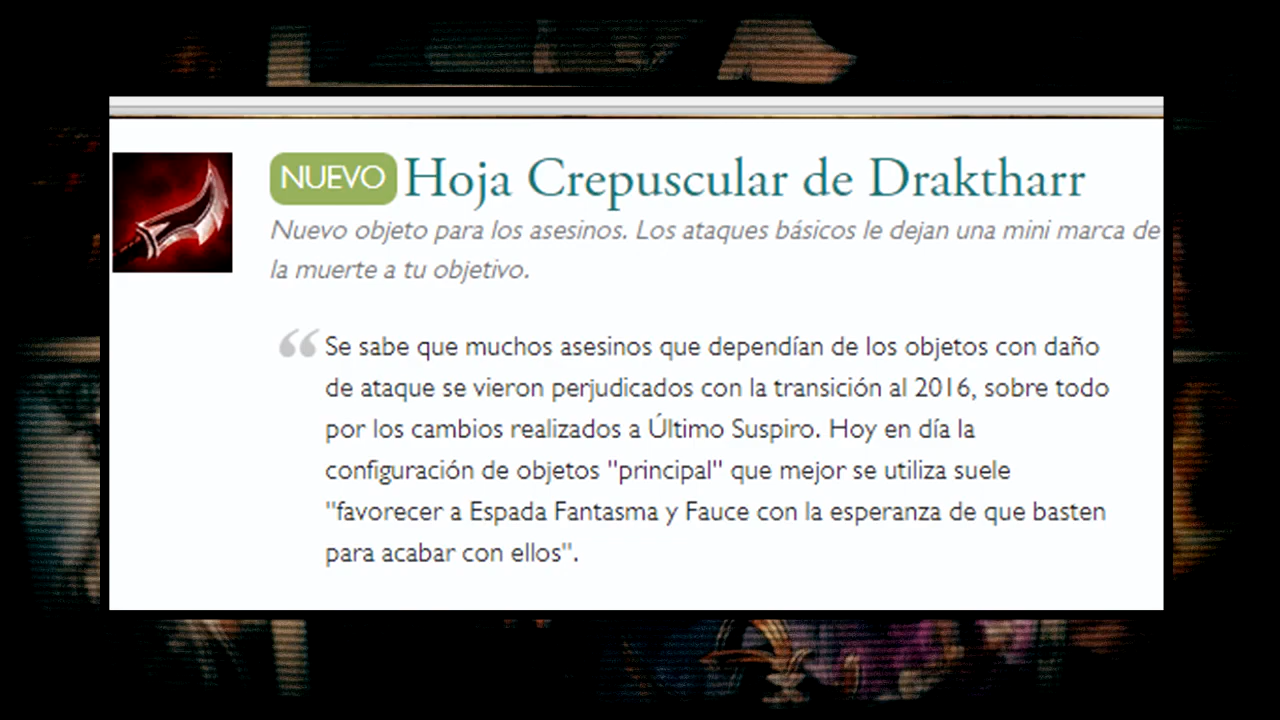 NUEVO Hoja Crepuscular de Draktharr
Nuevo objeto para los asesinos. Los ataques básicos le dejan una mini marca de
la muerte a tu objetivo.
“ Se sabe que muchos asesinos que dependían de los objetos con daño
de ataque se vieron perjudicados con la transición al 2016, sobre todo
por los cambios realizados a Último Suspiro. Hoy en día la
configuración de objetos "principal" que mejor se utiliza suele
"favorecer a Espada Fantasma y Fauce con la esperanza de que basten
para acabar con ellos".